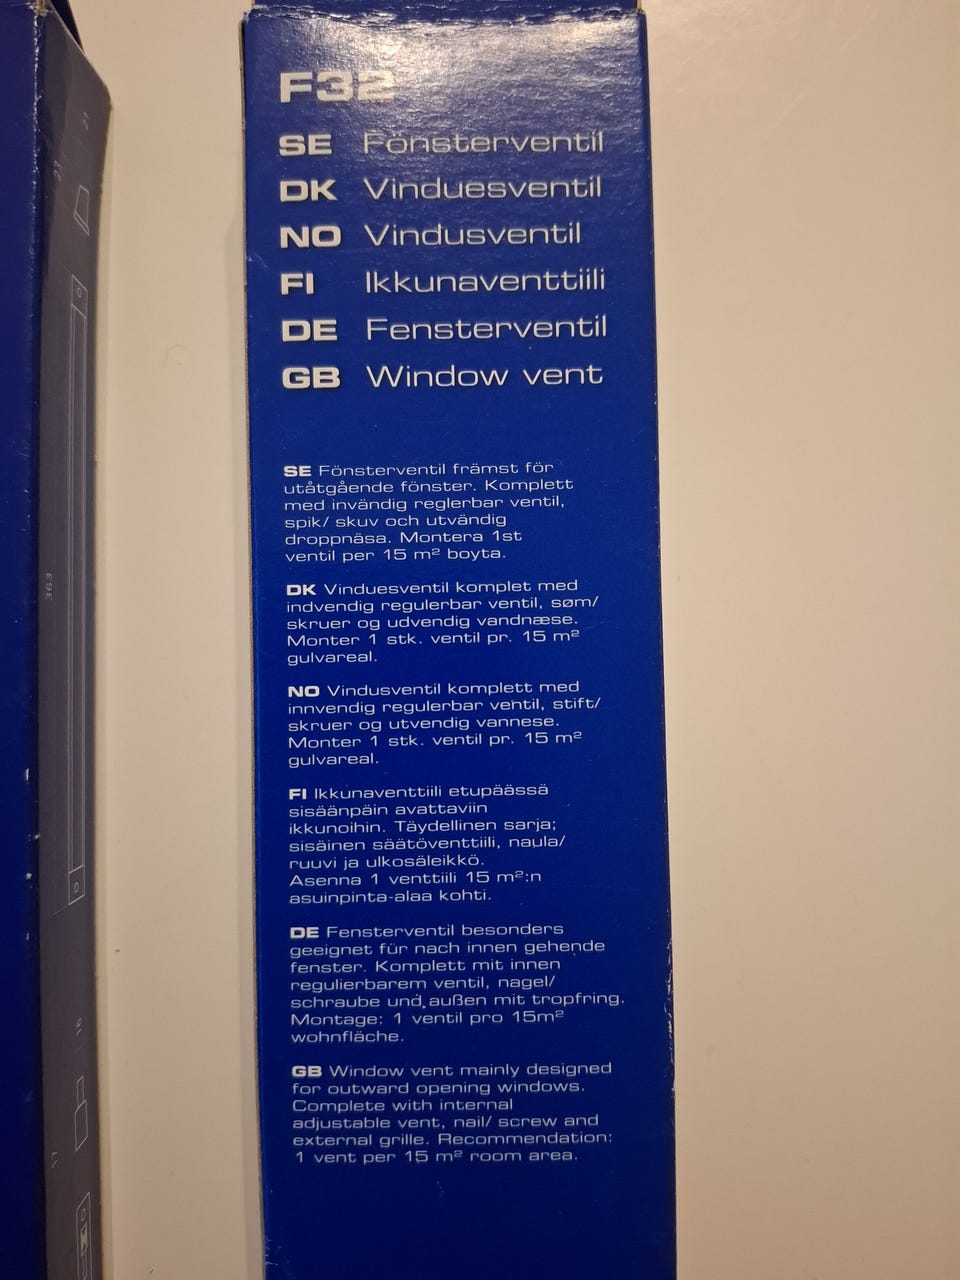 F32
SE Fönsterventil
DK Vinduesventil
NO Vindusventil
FI Ikkunaventtiili
DE Fensterventil
GB Window vent
SE Fönsterventil främst för
utåtgående fönster. Komplett
med invändig reglerbar ventil,
spik/ skuv och utvändig
droppnäsa. Montera 1st
ventil per 15 m² boyta.
DK Vinduesventil komplet med
indvendig regulerbar ventil, søm/
skruer og udvendig vandnæse.
Monter 1 stk. ventil pr. 15 m²
gulvareal.
NO Vindusventil komplett med
innvendig regulerbar ventil, stift/
skruer og utvendig vannese.
Monter 1 stk. ventil pr. 15 m²
gulvareal.
FI Ikkunaventtiili etupäässä
sisäänpäin avattaviin
ikkunoihin. Täydellinen sarja;
sisäinen säätöventtiili, naula/
ruuvi ja ulkosäleikkö.
Asenna 1 venttiili 15 m²:n
asuinpinta-alaa kohti.
DE Fensterventil besonders
geeignet für nach innen gehende
fenster. Komplett mit innen
regulierbarem ventil, nagel/
schraube und außen mit tropfring.
Montage: 1 ventil pro 15m²
wohnfläche.
GB Window vent mainly designed
for outward opening windows.
Complete with internal
adjustable vent, nail/ screw and
external grille. Recommendation:
1 vent per 15 m² room area.
23
21
363
16